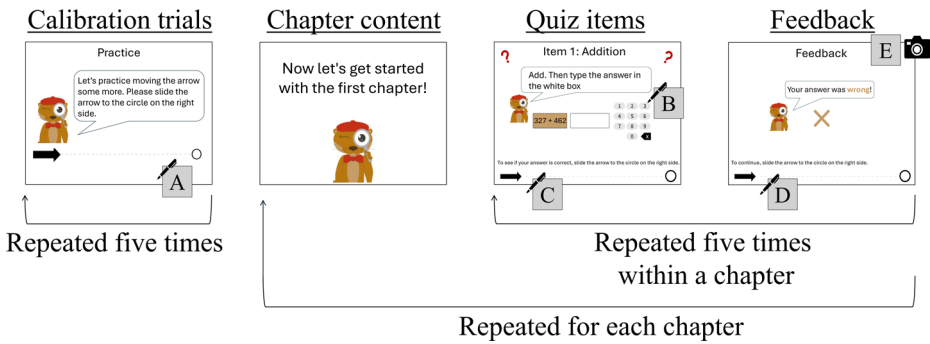 Calibration trials
Practice
Let's practice moving the arrow
some more. Please slide the
arrow to the circle on the right
side.
A
Repeated five times
Chapter content
Now let's get started
with the first chapter!
Quiz items
? ?
Item 1: Addition
Add. Then type the answer in
the white box
327 + 462
1 2 3
4 5 6
7 8 9
0 x
B
To see if your answer is correct, slide the arrow to the circle on the right side.
C
Feedback
E
Feedback
Your answer was wrong!
To continue, slide the arrow to the circle on the right side.
D
Repeated five times
within a chapter
Repeated for each chapter